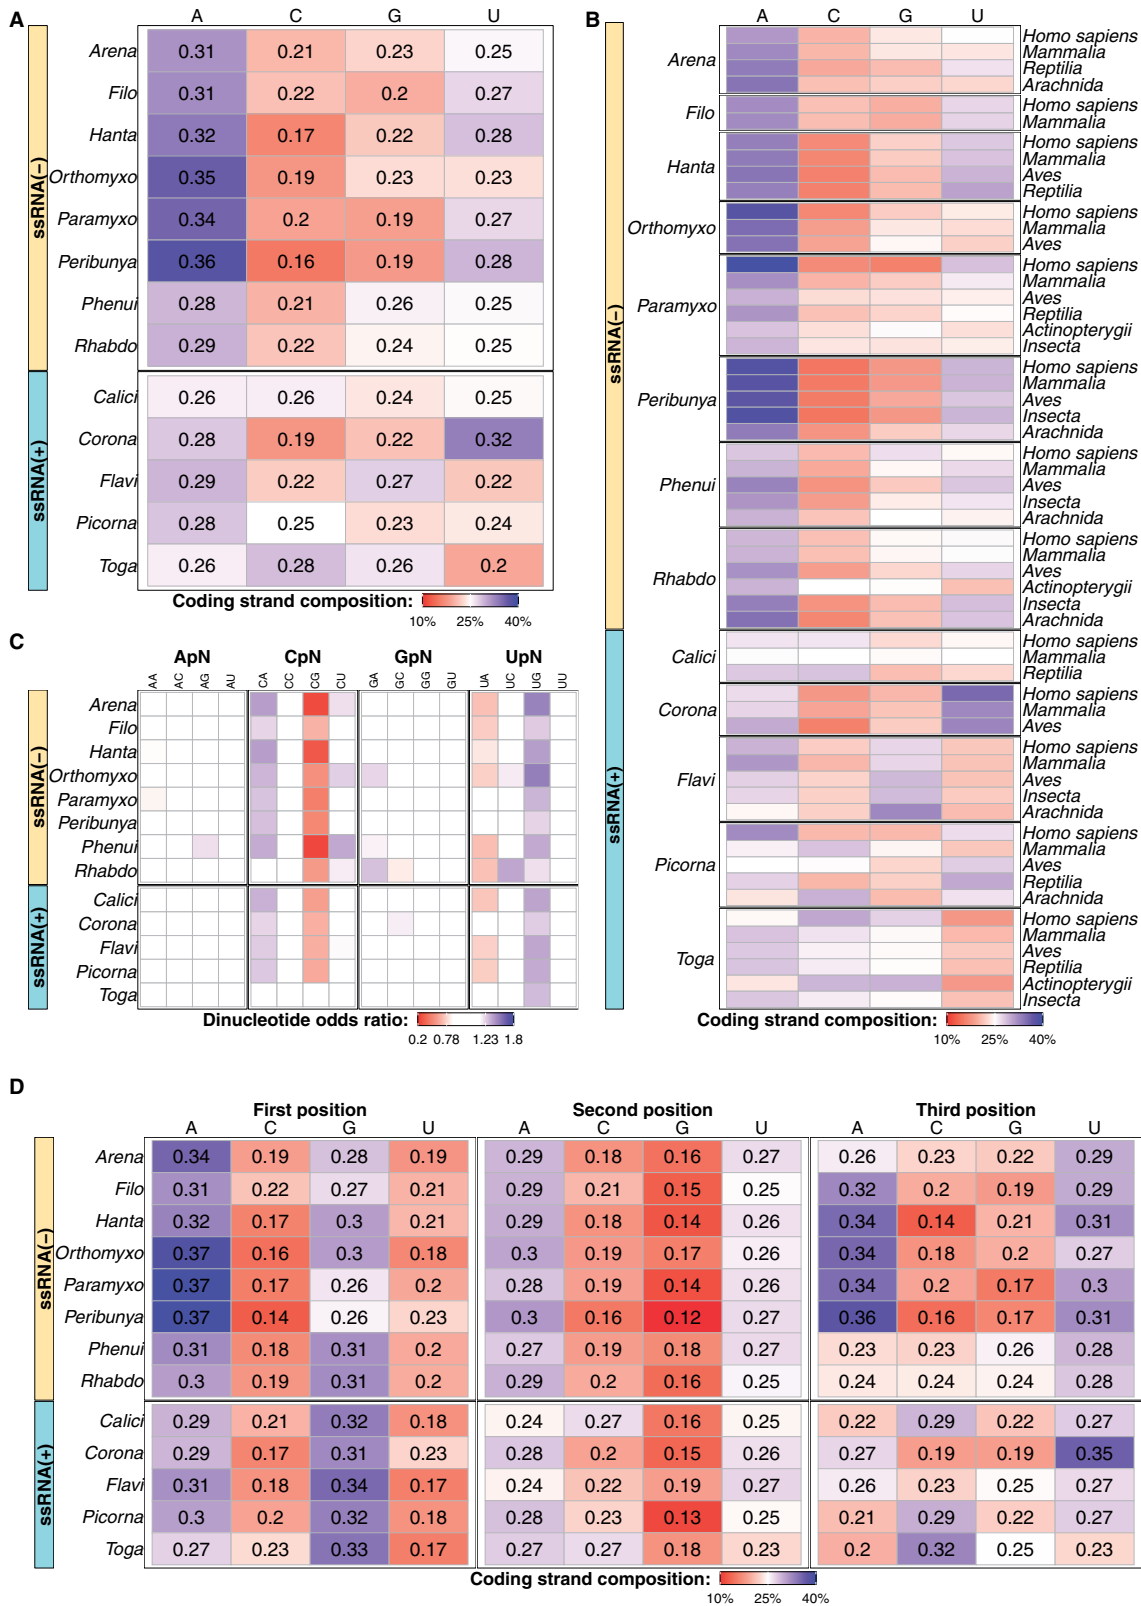 A
A C G U
ssRNA(−)
Arena 0.31 0.21 0.23 0.25
Filo 0.31 0.22 0.2 0.27
Hanta 0.32 0.17 0.22 0.28
Orthomyxo 0.35 0.19 0.23 0.23
Paramyxo 0.34 0.2 0.19 0.27
Peribunya 0.36 0.16 0.19 0.28
Phenui 0.28 0.21 0.26 0.25
Rhabdo 0.29 0.22 0.24 0.25
ssRNA(+)
Calici 0.26 0.26 0.24 0.25
Corona 0.28 0.19 0.22 0.32
Flavi 0.29 0.22 0.27 0.22
Picorna 0.28 0.25 0.23 0.24
Toga 0.26 0.28 0.26 0.2
Coding strand composition:
10% 25% 40%
B
A C G U
ssRNA(−)
Arena
Homo sapiens
Mammalia
Reptilia
Arachnida
Filo
Homo sapiens
Mammalia
Hanta
Homo sapiens
Mammalia
Aves
Reptilia
Orthomyxo
Homo sapiens
Mammalia
Aves
Paramyxo
Homo sapiens
Mammalia
Aves
Reptilia
Actinopterygii
Insecta
Peribunya
Homo sapiens
Mammalia
Aves
Insecta
Arachnida
Phenui
Homo sapiens
Mammalia
Aves
Insecta
Arachnida
Rhabdo
Homo sapiens
Mammalia
Aves
Actinopterygii
Insecta
Arachnida
ssRNA(+)
Calici
Homo sapiens
Mammalia
Reptilia
Corona
Homo sapiens
Mammalia
Aves
Flavi
Homo sapiens
Mammalia
Aves
Insecta
Arachnida
Picorna
Homo sapiens
Mammalia
Aves
Reptilia
Arachnida
Toga
Homo sapiens
Mammalia
Aves
Reptilia
Actinopterygii
Insecta
Coding strand composition:
10% 25% 40%
C
ApN CpN GpN UpN
AA AC AG AU CA CC CG CU GA GC GG GU UA UC UG UU
ssRNA(−)
Arena
Filo
Hanta
Orthomyxo
Paramyxo
Peribunya
Phenui
Rhabdo
ssRNA(+)
Calici
Corona
Flavi
Picorna
Toga
Dinucleotide odds ratio:
0.2 0.78 1.23 1.8
D
First position Second position Third position
A C G U A C G U A C G U
ssRNA(−)
Arena 0.34 0.19 0.28 0.19 0.29 0.18 0.16 0.27 0.26 0.23 0.22 0.29
Filo 0.31 0.22 0.27 0.21 0.29 0.21 0.15 0.25 0.32 0.2 0.19 0.29
Hanta 0.32 0.17 0.3 0.21 0.29 0.18 0.14 0.26 0.34 0.14 0.21 0.31
Orthomyxo 0.37 0.16 0.3 0.18 0.3 0.19 0.17 0.26 0.34 0.18 0.2 0.27
Paramyxo 0.37 0.17 0.26 0.2 0.28 0.19 0.14 0.26 0.34 0.2 0.17 0.3
Peribunya 0.37 0.14 0.26 0.23 0.3 0.16 0.12 0.27 0.36 0.16 0.17 0.31
Phenui 0.31 0.18 0.31 0.2 0.27 0.19 0.18 0.27 0.23 0.23 0.26 0.28
Rhabdo 0.3 0.19 0.31 0.2 0.29 0.2 0.16 0.25 0.24 0.24 0.24 0.28
ssRNA(+)
Calici 0.29 0.21 0.32 0.18 0.24 0.27 0.16 0.25 0.22 0.29 0.22 0.27
Corona 0.29 0.17 0.31 0.23 0.28 0.2 0.15 0.26 0.27 0.19 0.19 0.35
Flavi 0.31 0.18 0.34 0.17 0.24 0.22 0.19 0.27 0.26 0.23 0.25 0.27
Picorna 0.3 0.2 0.32 0.18 0.28 0.23 0.13 0.25 0.21 0.29 0.22 0.27
Toga 0.27 0.23 0.33 0.17 0.27 0.27 0.18 0.23 0.2 0.32 0.25 0.23
Coding strand composition:
10% 25% 40%